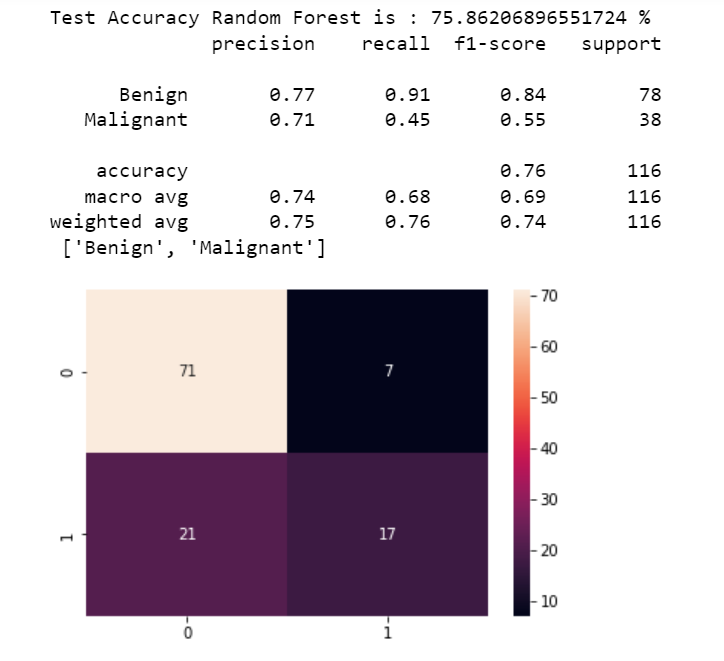 Test Accuracy Random Forest is : 75.86206896551724 %
precision recall f1-score support
Benign 0.77 0.91 0.84 78
Malignant 0.71 0.45 0.55 38
accuracy 0.76 116
macro avg 0.74 0.68 0.69 116
weighted avg 0.75 0.76 0.74 116
['Benign', 'Malignant']
70
60
50
40
30
20
10
0
71 7
1
21 17
0 1